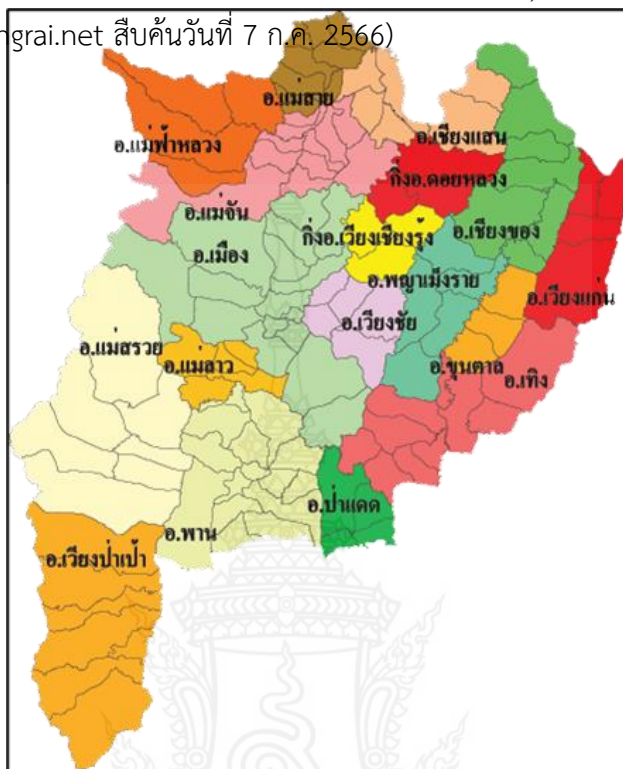 ngrai.net สืบค้นวันที่ 7 ก.ค. 2566)
อ.แม่สาย
อ.แม่ฟ้าหลวง
อ.เชียงแสน
กิ่งอ.ดอยหลวง
อ.แม่จัน
อ.เมือง
กิ่งอ.เวียงเชียงรุ้ง
อ.เชียงของ
อ.พญาเม็งราย
อ.เวียงแก่น
อ.เวียงชัย
อ.แม่สรวย
อ.แม่ลาว
อ.ขุนตาล
อ.เทิง
อ.ป่าแดด
อ.พาน
อ.เวียงป่าเป้า